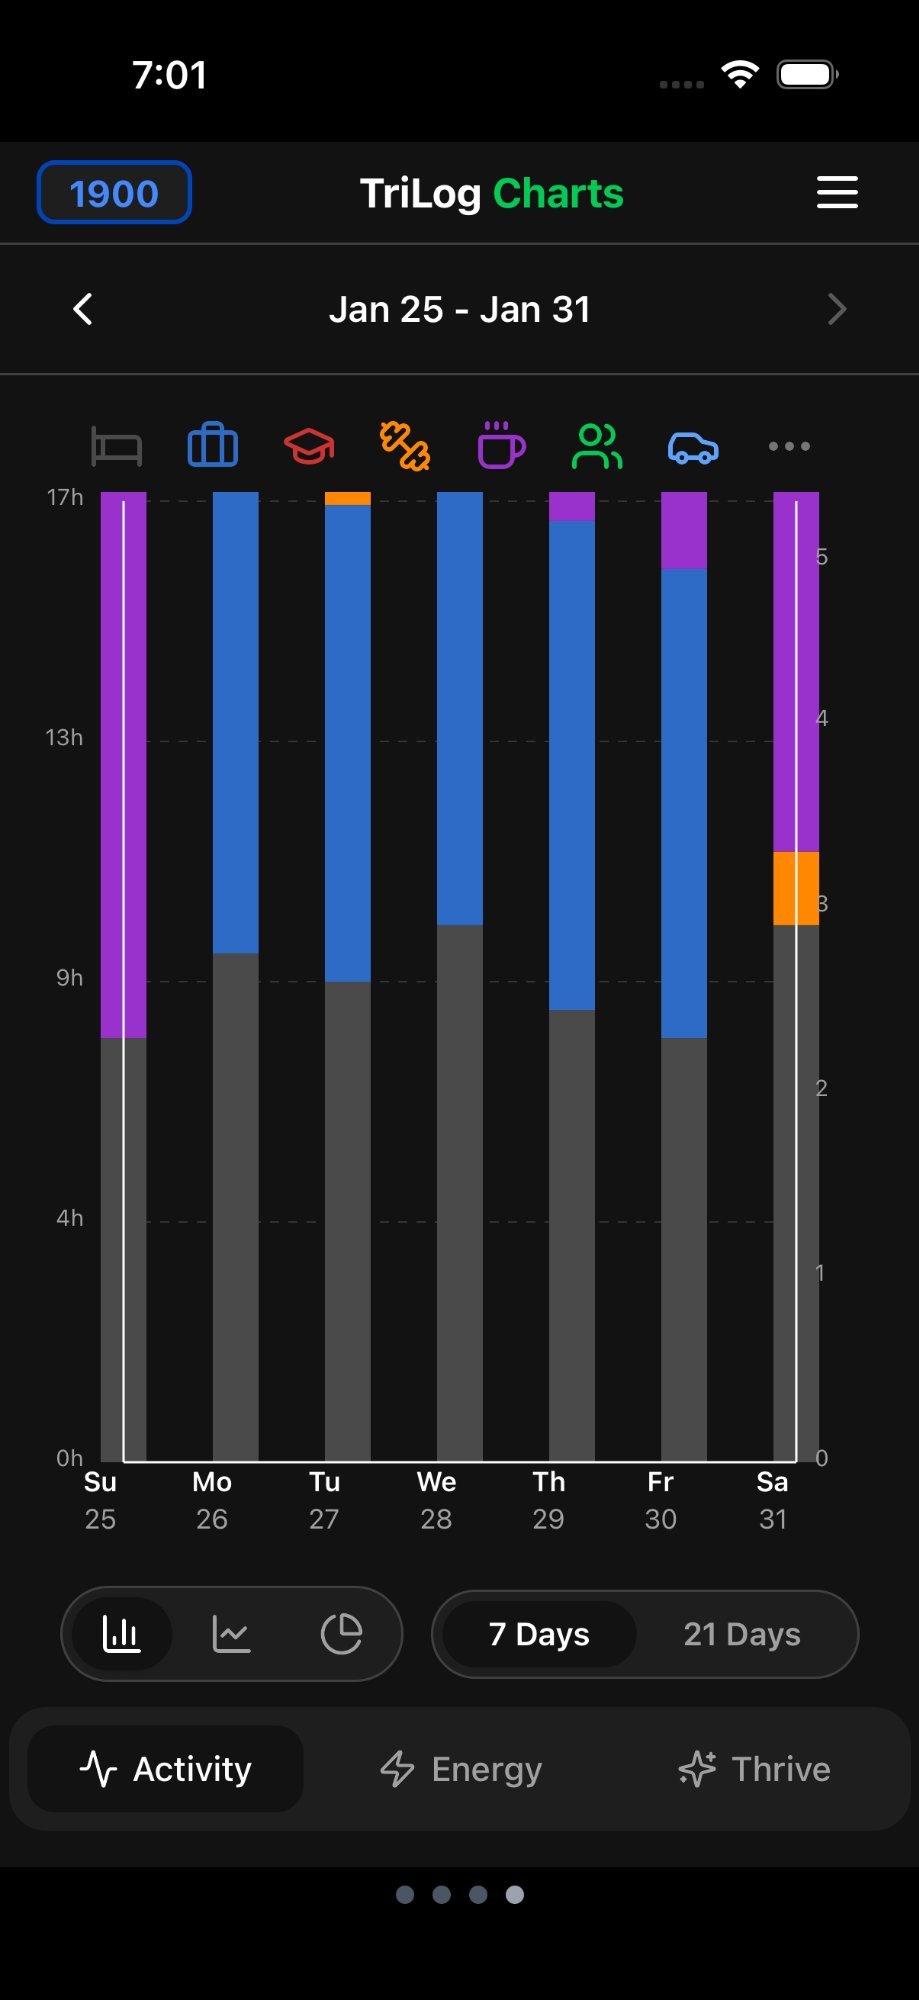 7:01
1900
TriLog Charts
Jan 25 - Jan 31
17h
5
4
13h
3
9h
2
4h
1
0h
0
Su Mo Tu We Th Fr Sa
25 26 27 28 29 30 31
7 Days 21 Days
Activity Energy Thrive